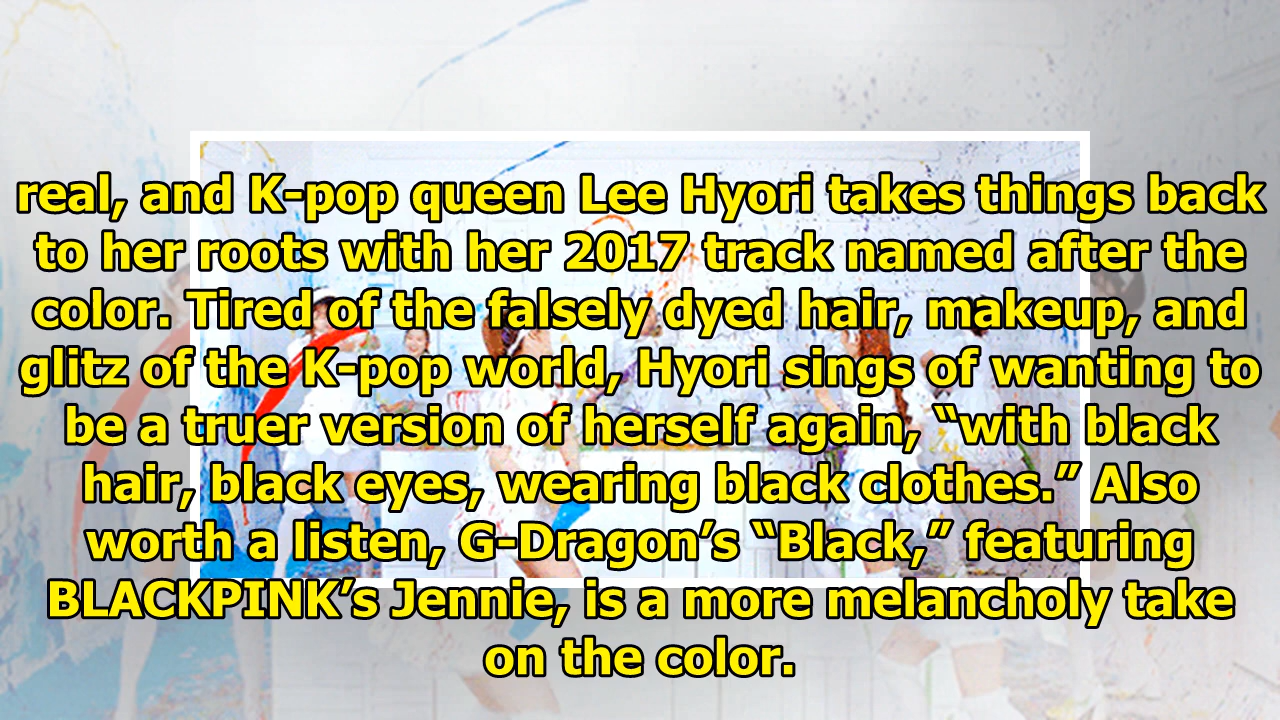 real, and K-pop queen Lee Hyori takes things back
to her roots with her 2017 track named after the
color. Tired of the falsely dyed hair, makeup, and
glitz of the K-pop world, Hyori sings of wanting to
be a truer version of herself again, “with black
hair, black eyes, wearing black clothes.” Also
worth a listen, G-Dragon’s “Black,” featuring
BLACKPINK’s Jennie, is a more melancholy take
on the color.